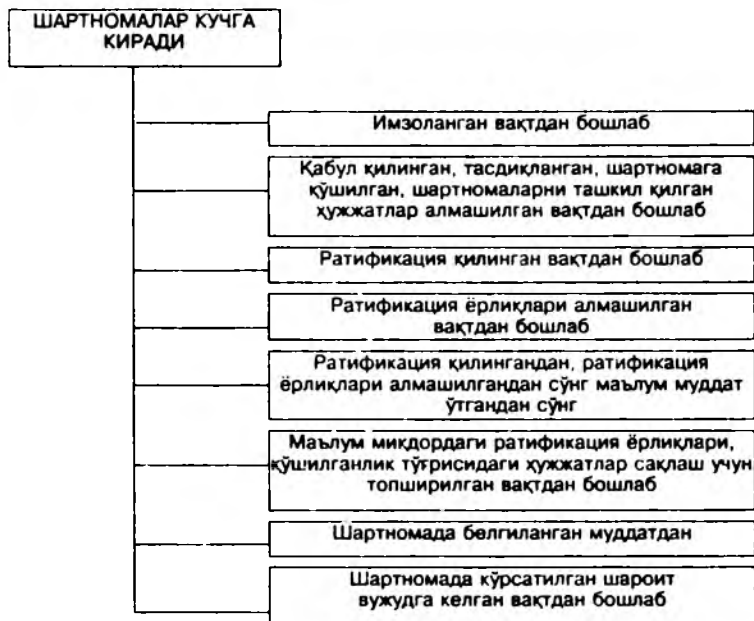 ШАРТНОМАЛАР КУЧГА
КИРАДИ
Имзоланган вақтдан бошлаб
Қабул қилинган, тасдиқланган, шартномага
қўшилган, шартномаларни ташкил қилган
ҳужжатлар алмашилган вақтдан бошлаб
Ратификация қилинган вақтдан бошлаб
Ратификация ёрлиқлари алмашилган
вақтдан бошлаб
Ратификация қилингандан, ратификация
ёрлиқлари алмашилгандан сўнг маълум муддат
ўтгандан сўнг
Маълум миқдордаги ратификация ёрлиқлари,
қўшилганлик тўғрисидаги ҳужжатлар сақлаш учун
топширилган вақтдан бошлаб
Шартномада белгиланган муддатдан
Шартномада кўрсатилган шароит
вужудга келган вақтдан бошлаб